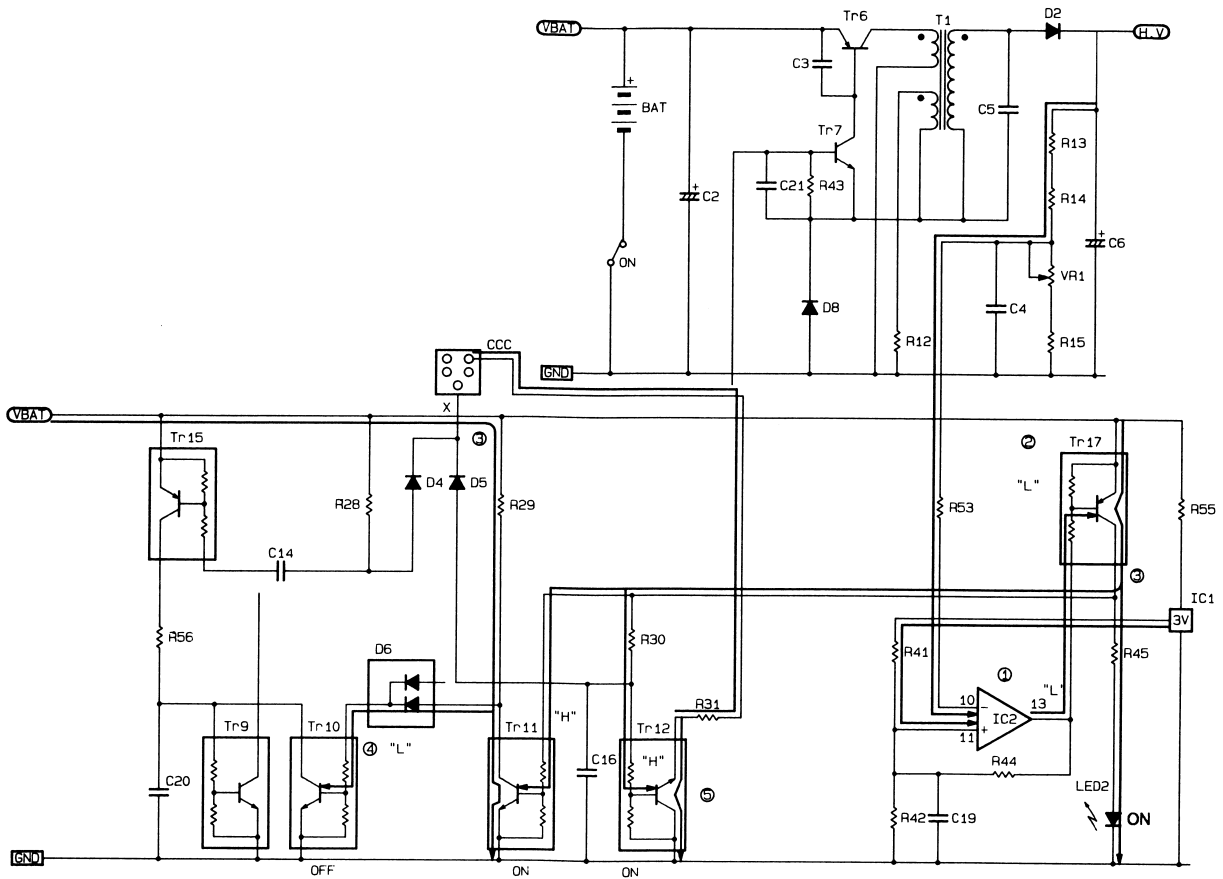 VBAT Tr6 T1 D2 H.V
C3
+ BAT
C5
Tr7
R13
C21 R43
+ C2
R14
+ C6
ON
VR1
D8 C4
R12 R15
CCC
GND
X
VBAT
Tr15 ③ ② Tr17
"L"
R28 D4 D5 R29 R53 R55
C14
③
IC1
3V
R56 R30 R41 R45
D6
① "L"
10 − 13
IC2
11 +
"H" R31
Tr9 Tr10 ④ "L" Tr11 Tr12
"H"
C20 C16 R44
⑤
LED2
R42 C19 ON
GND
OFF ON ON